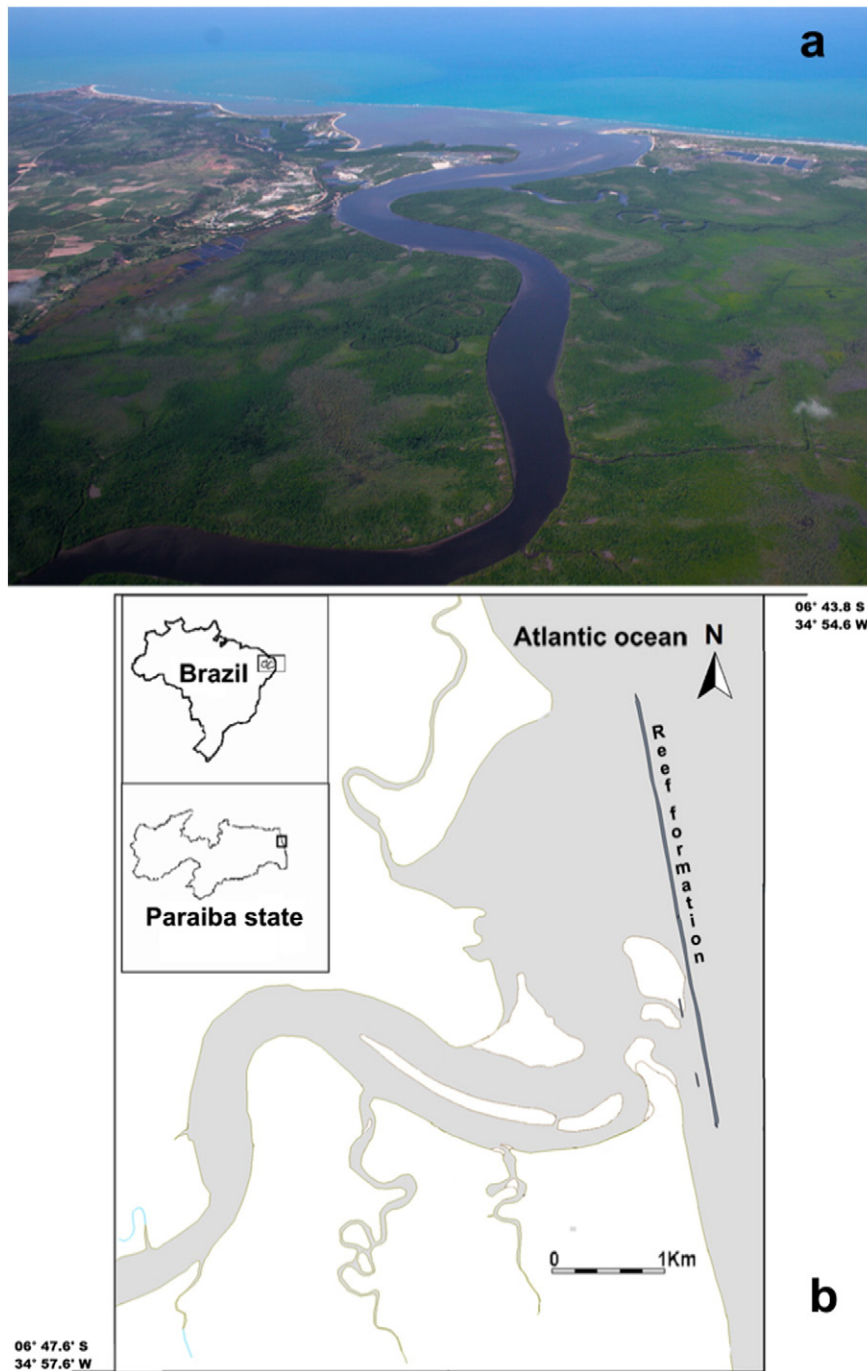 a
06° 43.8 S
34° 54.6 W
Atlantic ocean N
Brazil
Reef formation
Paraiba state
0 1Km
b
06° 47.6' S
34° 57.6' W